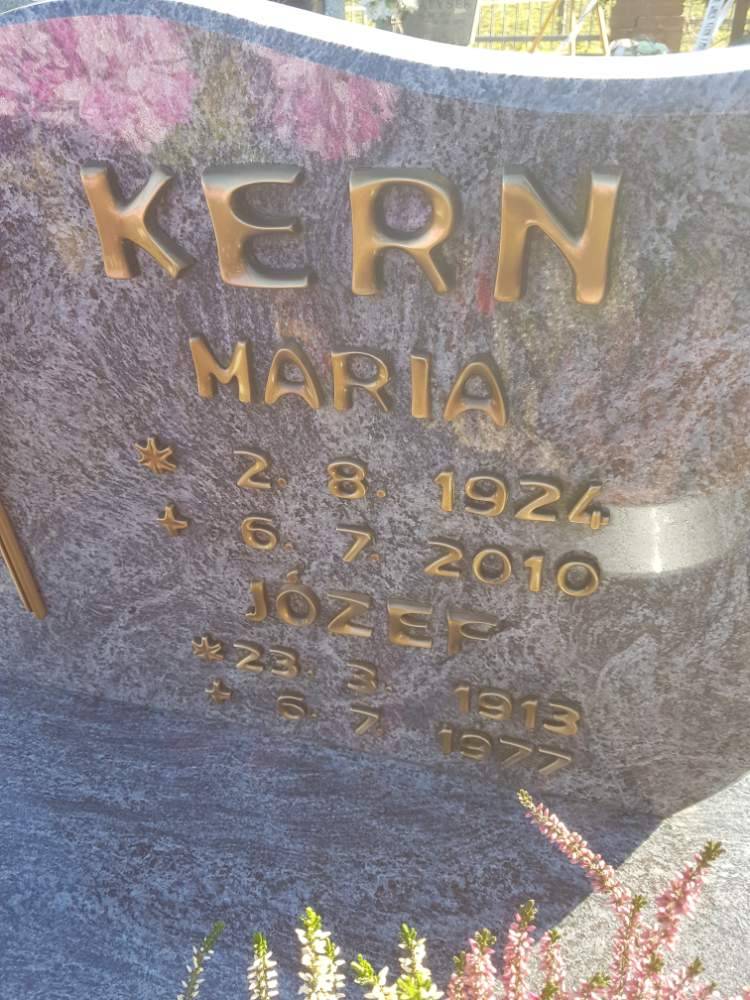 KERN
MARIA
* 2. 8. 1924
+ 6. 7. 2010
JÓZEF
* 23. 3. 1913
+ 6. 7. 1977